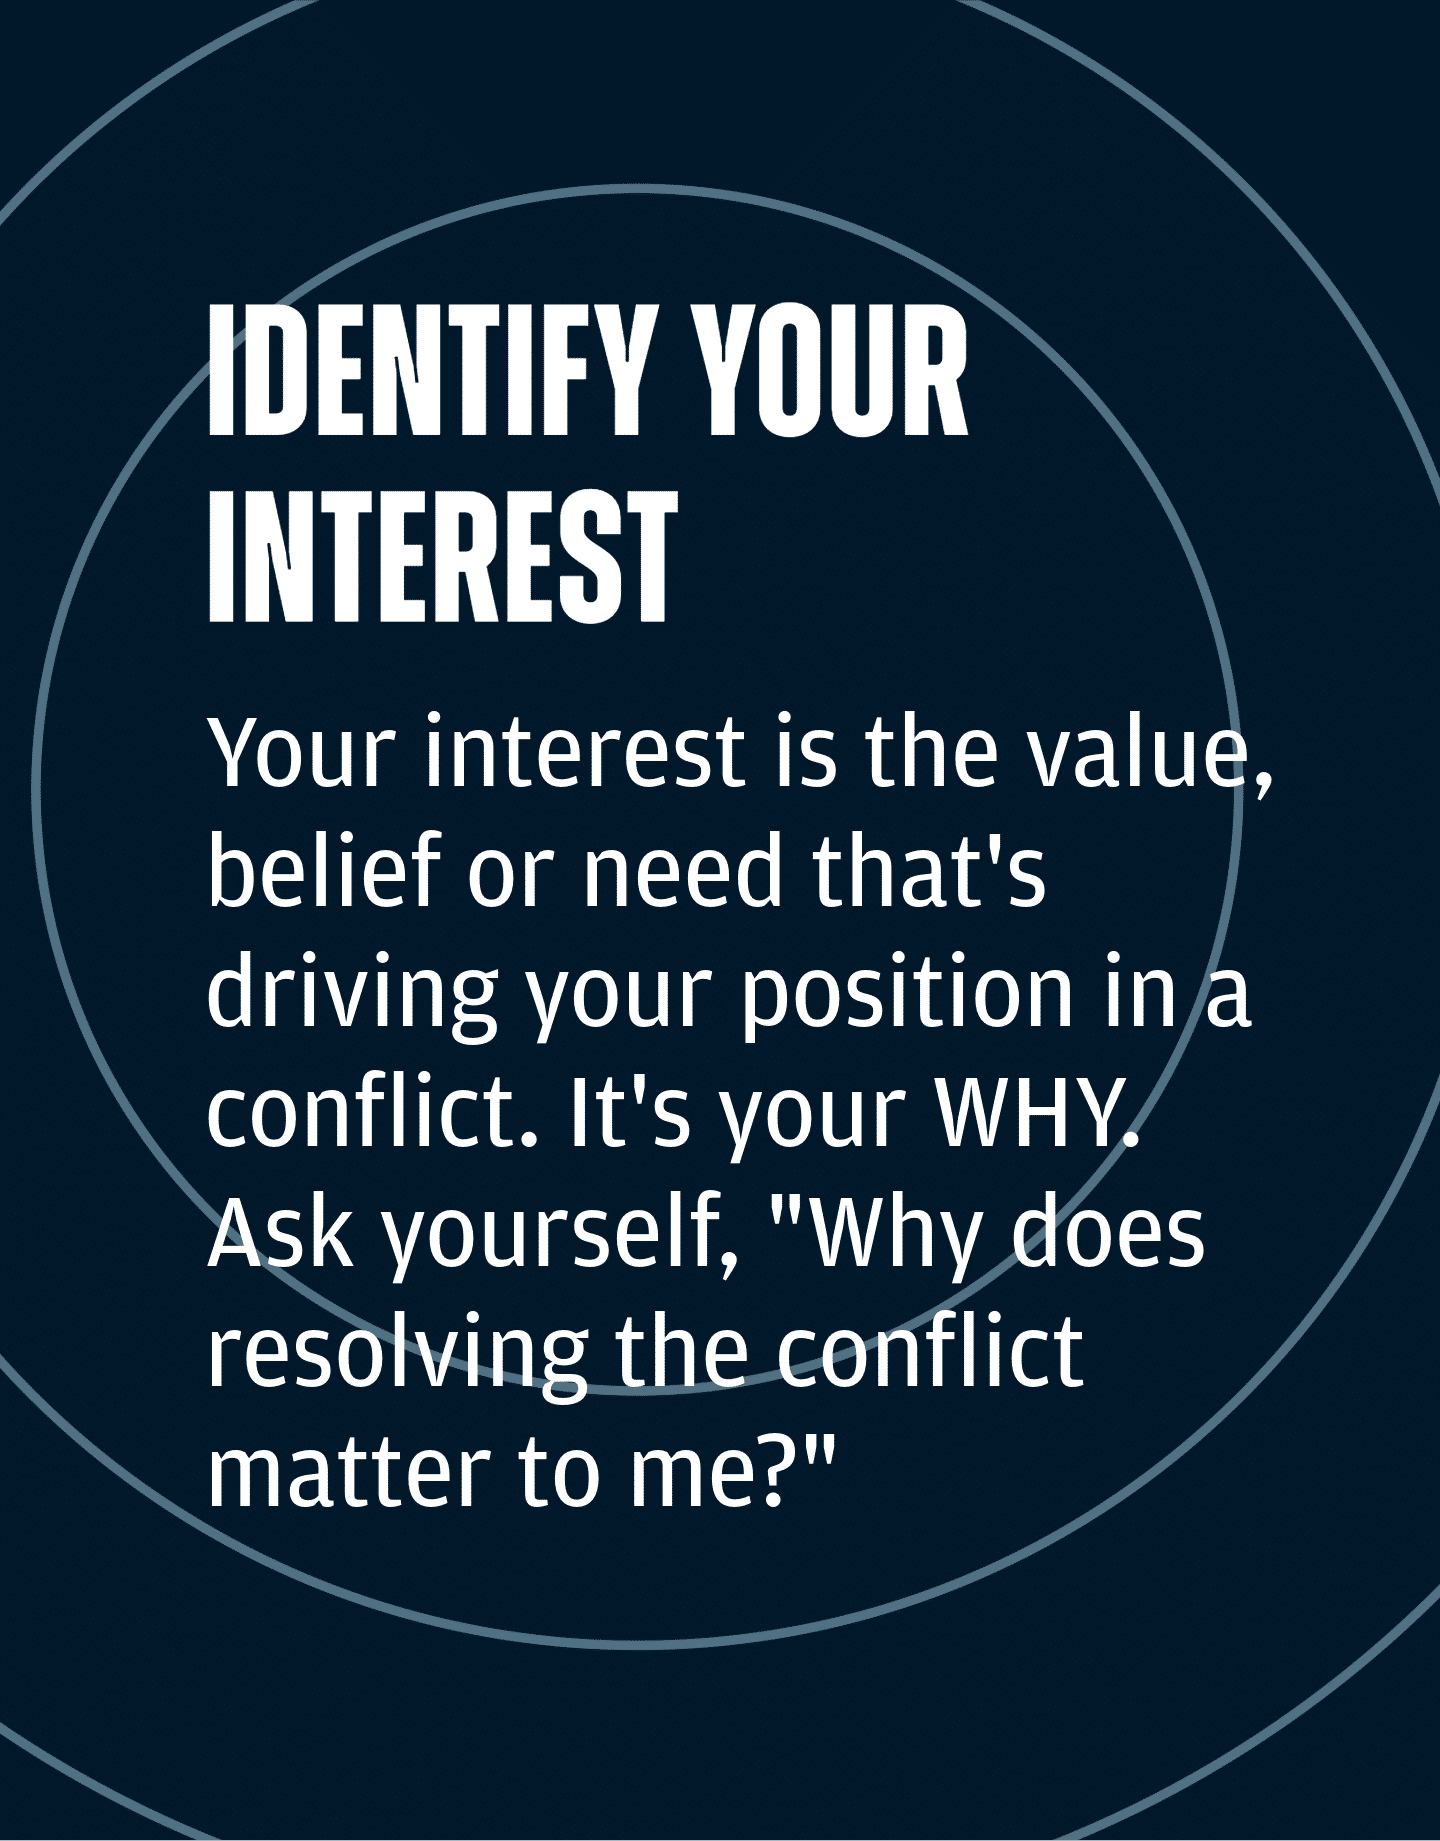 IDENTIFY YOUR
INTEREST
Your interest is the value,
belief or need that's
driving your position in a
conflict. It's your WHY.
Ask yourself, "Why does
resolving the conflict
matter to me?"